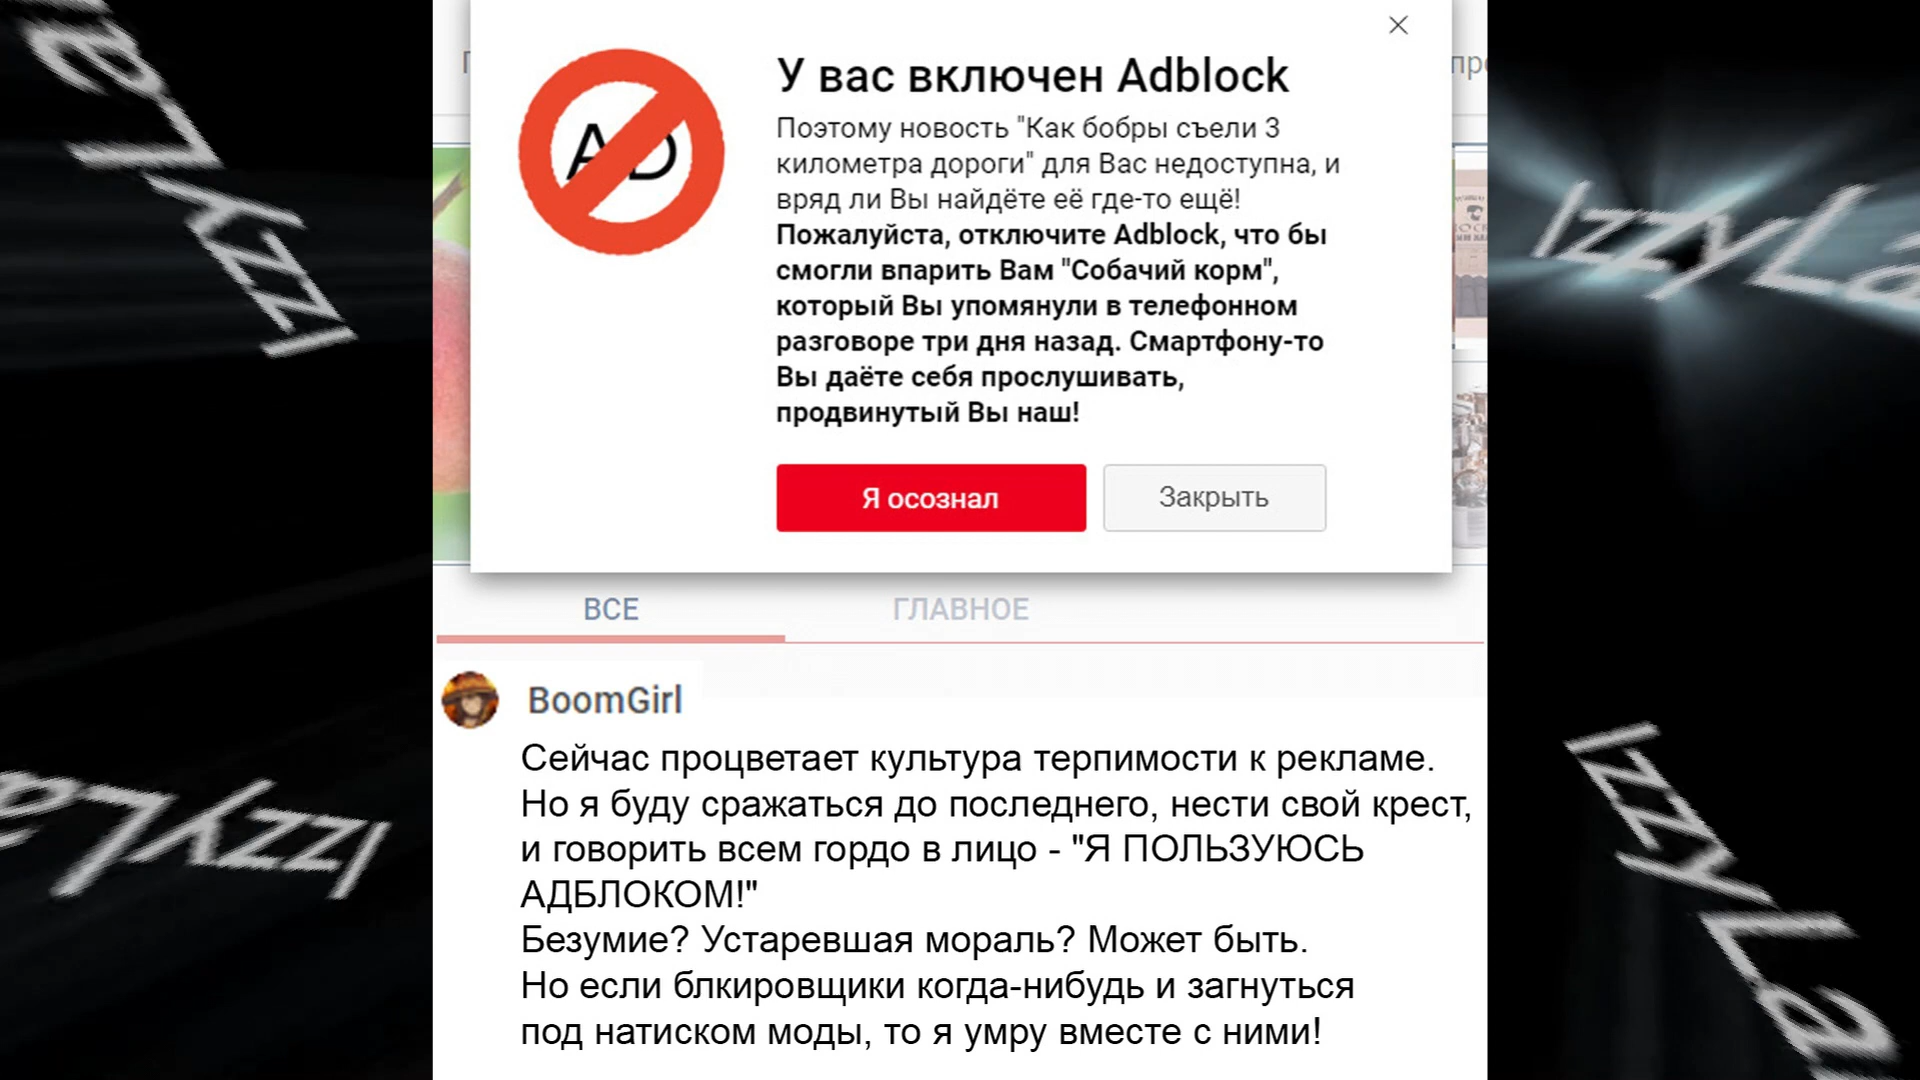 У вас включен Adblock
AD
Поэтому новость "Как бобры съели 3
километра дороги" для Вас недоступна, и
вряд ли Вы найдёте её где-то ещё!
Пожалуйста, отключите Adblock, что бы
смогли впарить Вам "Собачий корм",
который Вы упомянули в телефонном
разговоре три дня назад. Смартфону-то
Вы даёте себя прослушивать,
продвинутый Вы наш!
Я осознал
Закрыть
ВСЕ
ГЛАВНОЕ
BoomGirl
Сейчас процветает культура терпимости к рекламе.
Но я буду сражаться до последнего, нести свой крест,
и говорить всем гордо в лицо - "Я ПОЛЬЗУЮСЬ
АДБЛОКОМ!"
Безумие? Устаревшая мораль? Может быть.
Но если блкировщики когда-нибудь и загнуться
под натиском моды, то я умру вместе с ними!
IzzyLa
IzzyLa
IzzyLa
IzzyLa